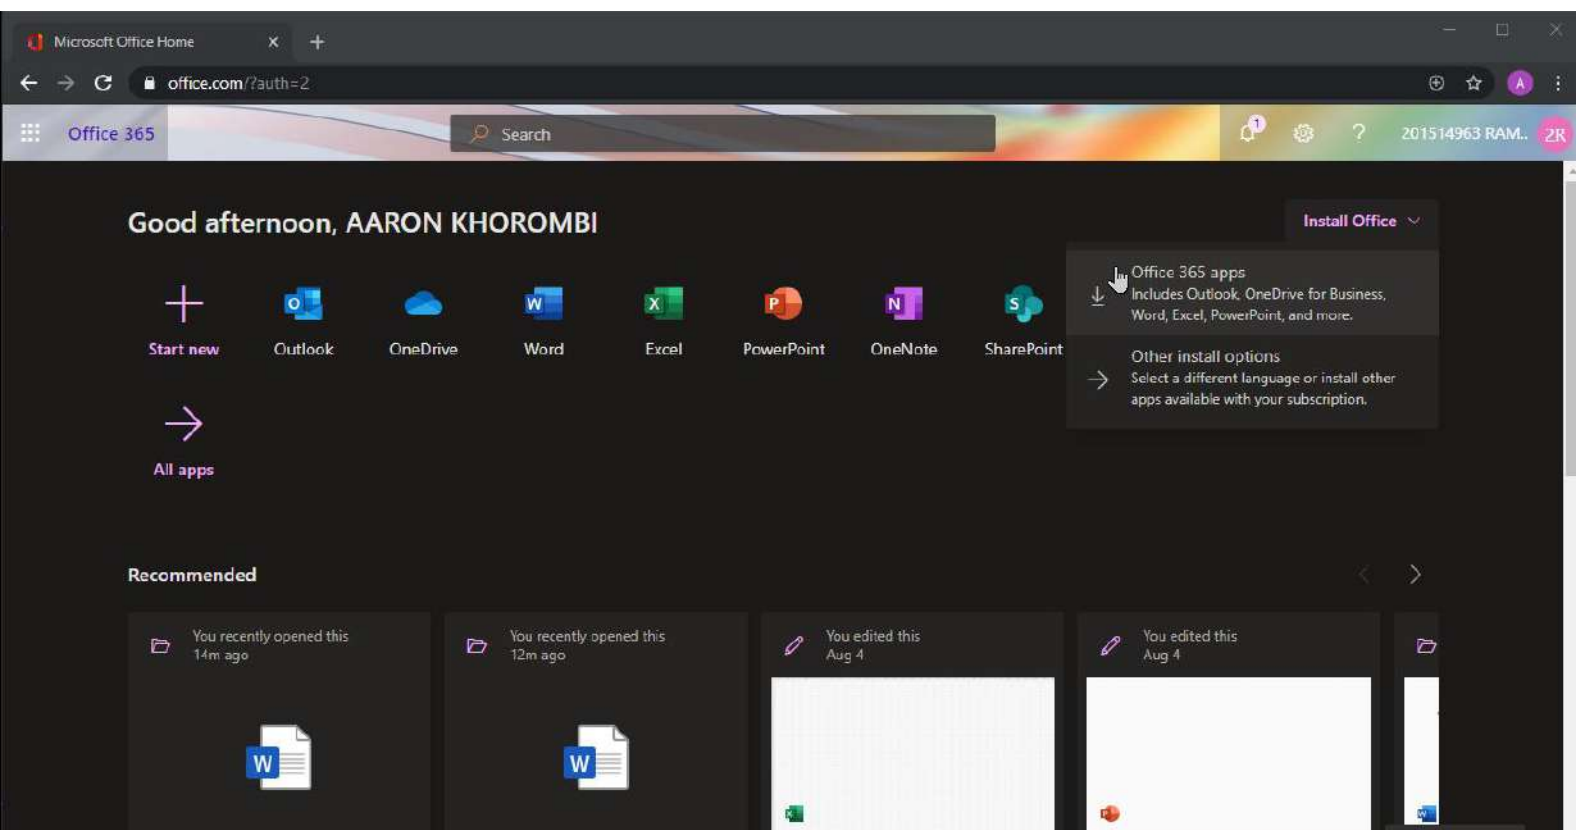 Microsoft Office Home
office.com/?auth=2
A
Office 365
Search
1
?
201514963 RAM..
2R
Good afternoon, AARON KHOROMBI
Install Office
Office 365 apps
Includes Outlook, OneDrive for Business,
Word, Excel, PowerPoint, and more.
Other install options
Select a different language or install other
apps available with your subscription.
Start new
Outlook
OneDrive
Word
Excel
PowerPoint
OneNote
SharePoint
All apps
Recommended
You recently opened this
14m ago
You recently opened this
12m ago
You edited this
Aug 4
You edited this
Aug 4